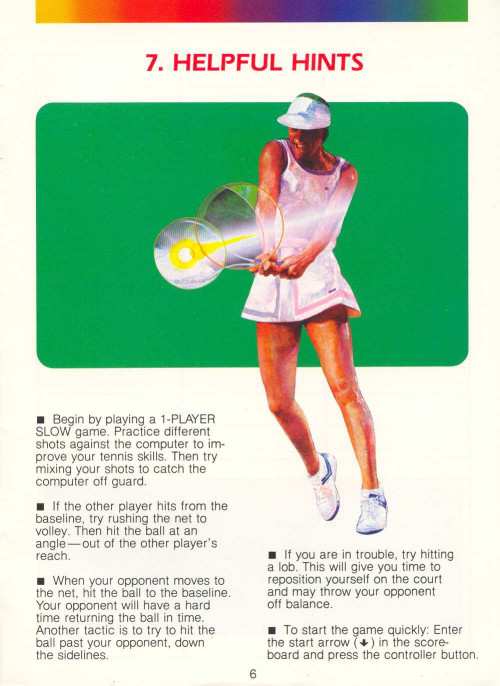 7. HELPFUL HINTS
■ Begin by playing a 1-PLAYER
SLOW game. Practice different
shots against the computer to im-
prove your tennis skills. Then try
mixing your shots to catch the
computer off guard.
■ If the other player hits from the
baseline, try rushing the net to
volley. Then hit the ball at an
angle—out of the other player's
reach.
■ When your opponent moves to
the net, hit the ball to the baseline.
Your opponent will have a hard
time returning the ball in time.
Another tactic is to try to hit the
ball past your opponent, down
the sidelines.
■ If you are in trouble, try hitting
a lob. This will give you time to
reposition yourself on the court
and may throw your opponent
off balance.
■ To start the game quickly: Enter
the start arrow (↓) in the score-
board and press the controller button.
6